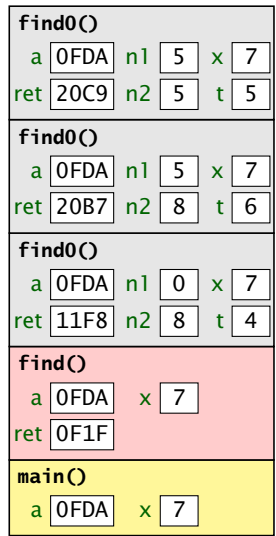 find0()
a 0FDA n1 5 x 7
ret 20C9 n2 5 t 5
find0()
a 0FDA n1 5 x 7
ret 20B7 n2 8 t 6
find0()
a 0FDA n1 0 x 7
ret 11F8 n2 8 t 4
find()
a 0FDA x 7
ret 0F1F
main()
a 0FDA x 7